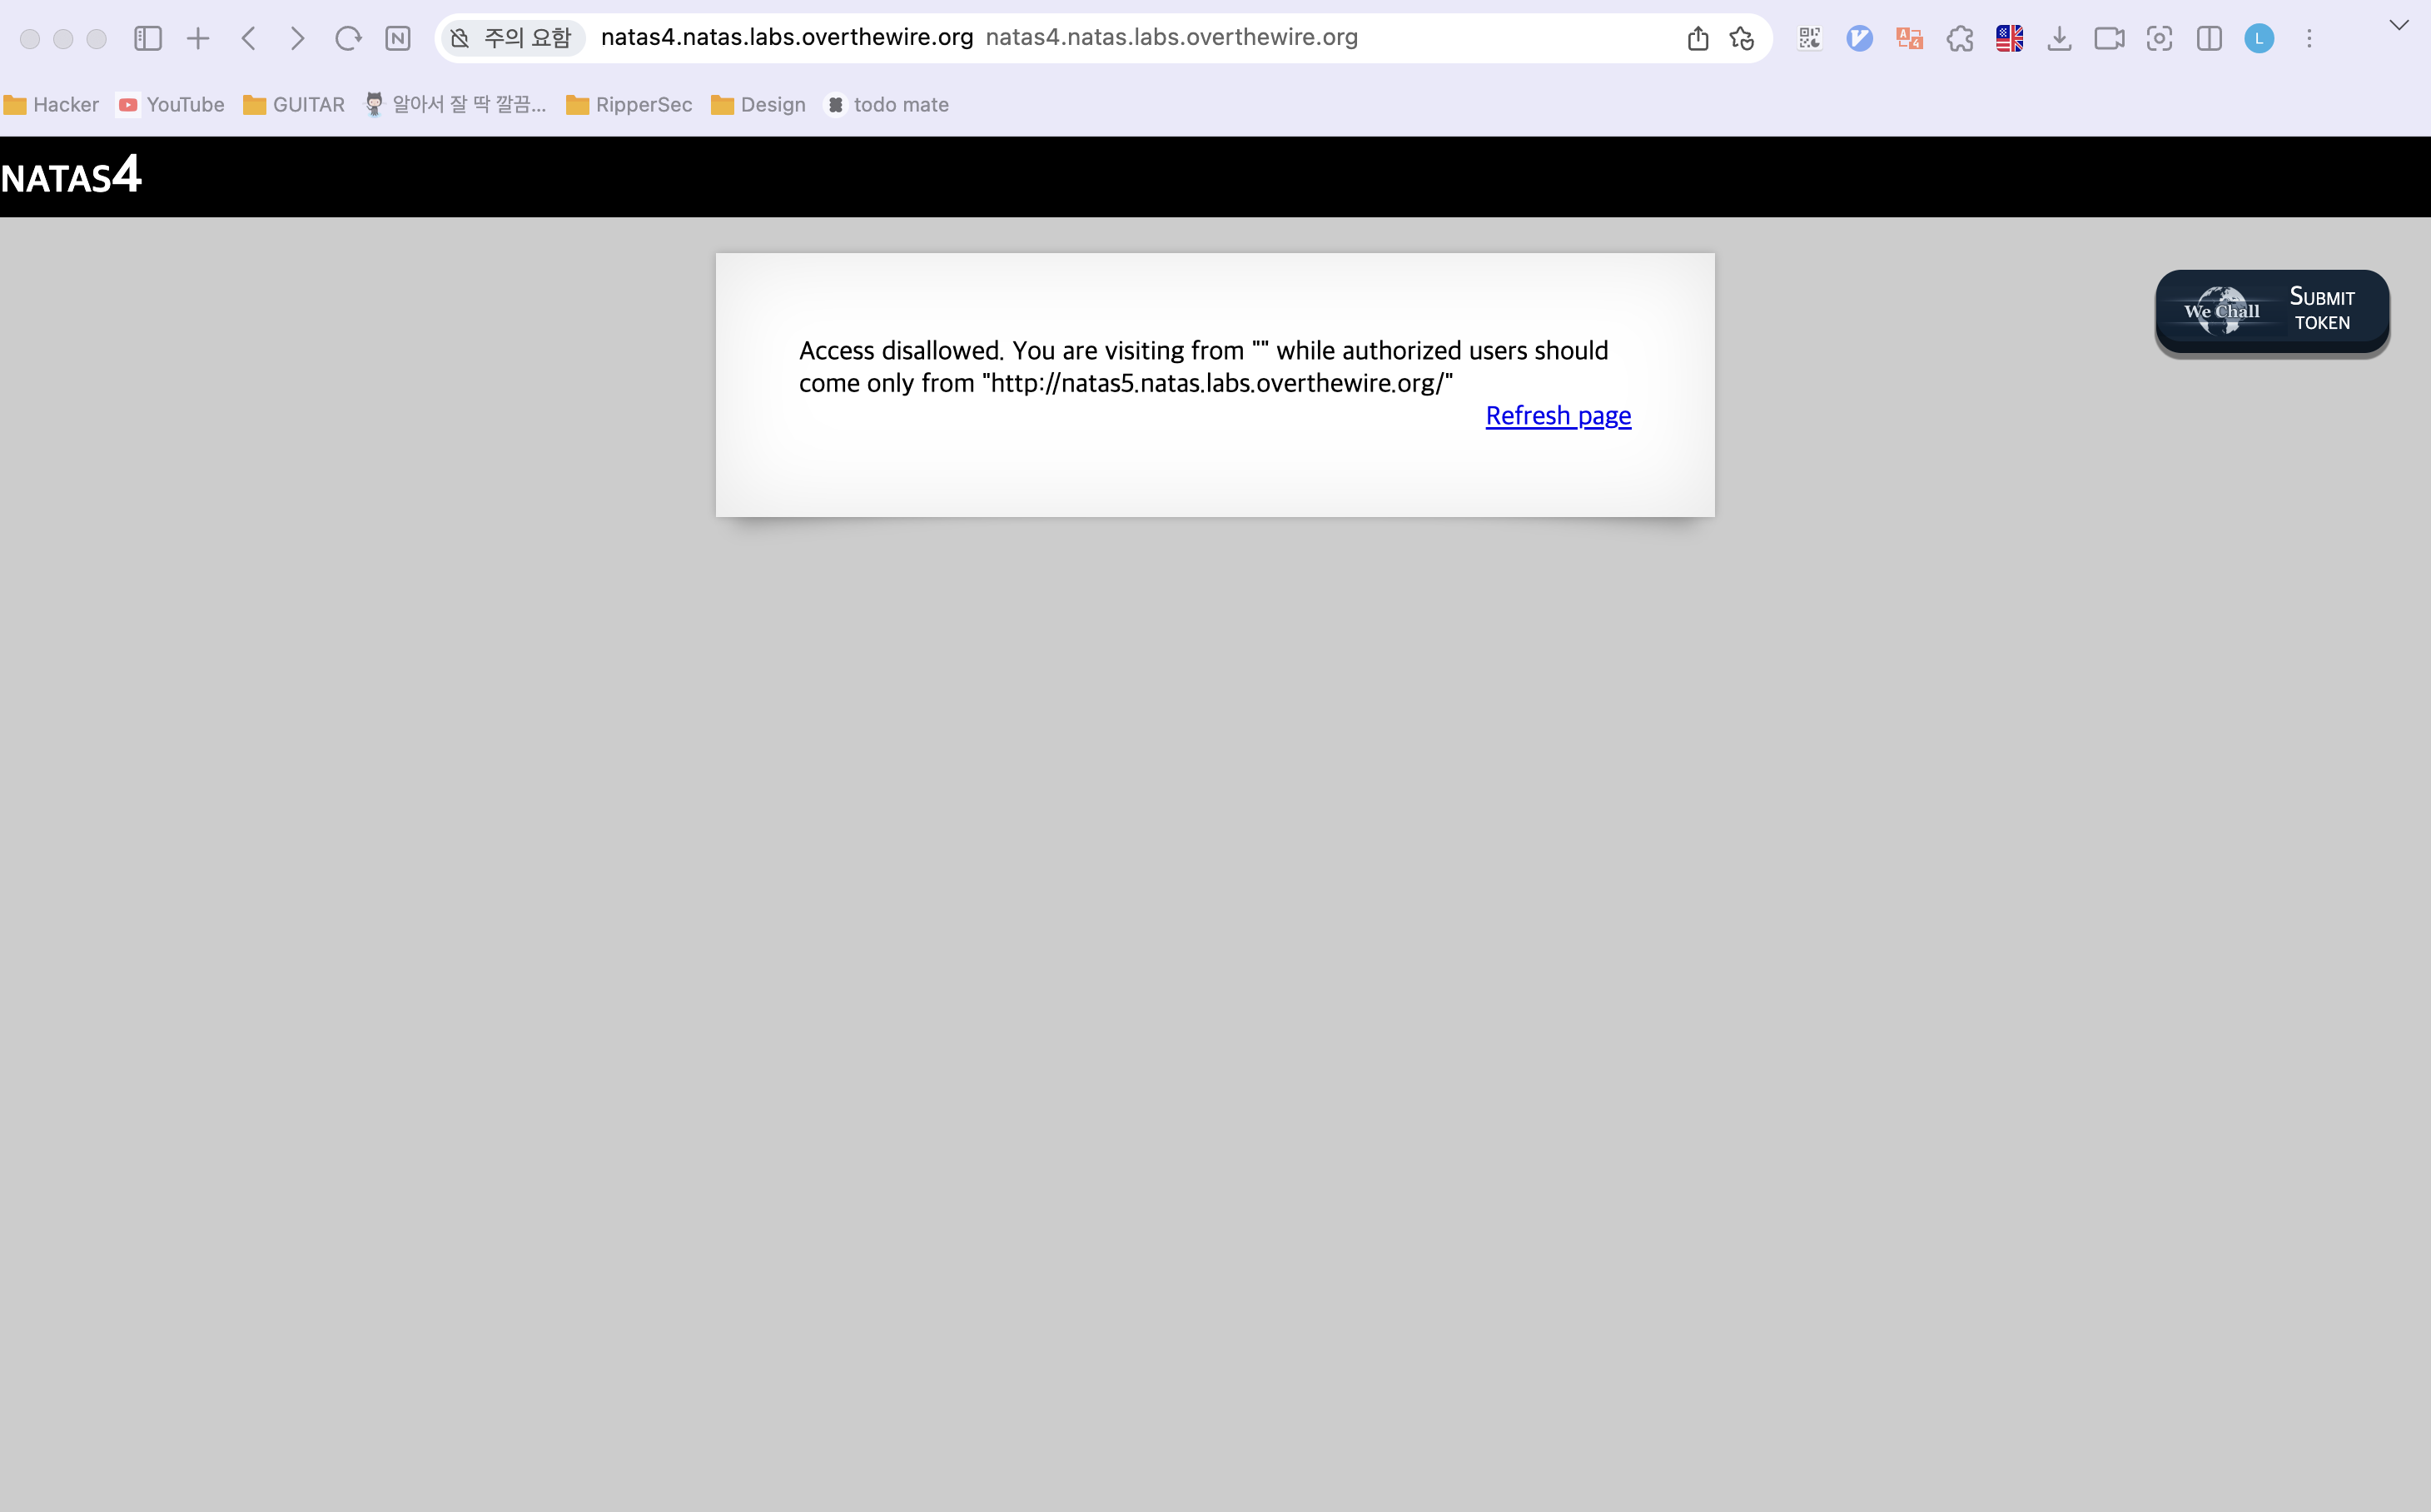 주의 요함 natas4.natas.labs.overthewire.org natas4.natas.labs.overthewire.org L
Hacker YouTube GUITAR 알아서 잘 딱 깔끔... RipperSec Design todo mate
NATAS4
We Chall SUBMIT
TOKEN
Access disallowed. You are visiting from "" while authorized users should
come only from "http://natas5.natas.labs.overthewire.org/"
Refresh page